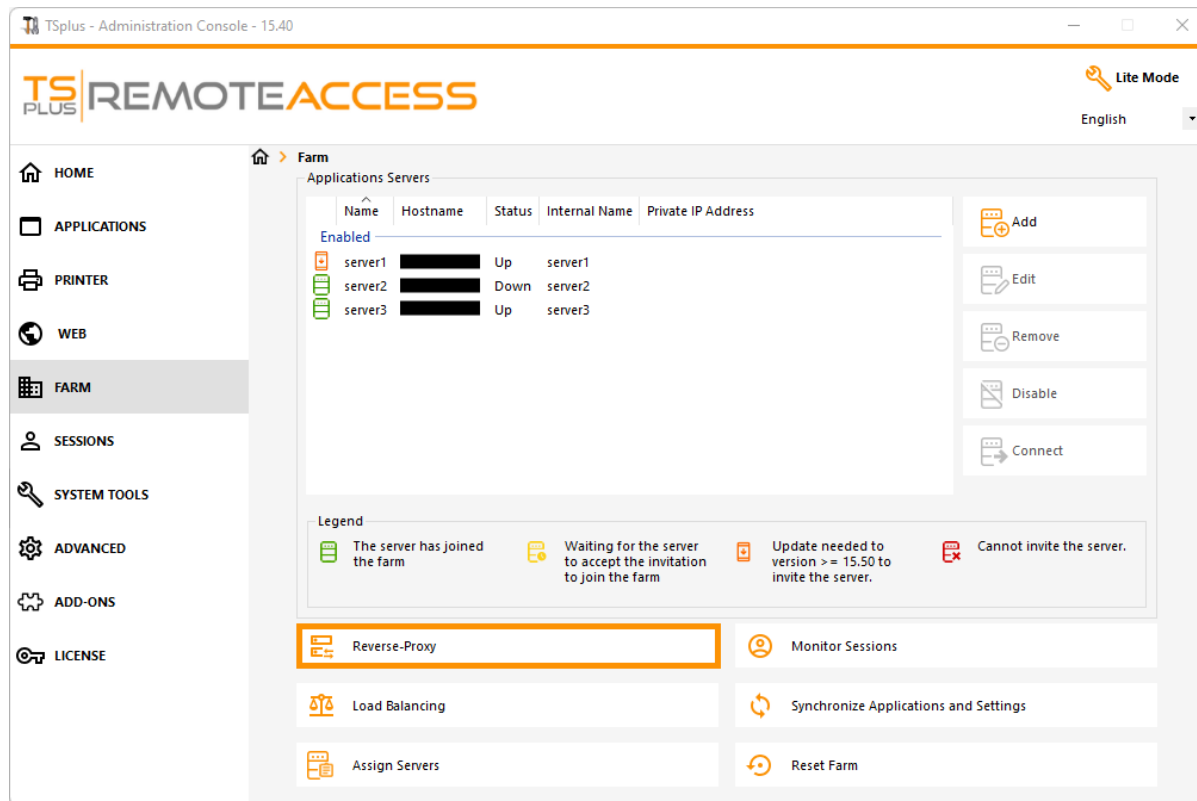 TSplus - Administration Console - 15.40
TS PLUS REMOTEACCESS
Lite Mode
English
HOME
APPLICATIONS
PRINTER
WEB
FARM
SESSIONS
SYSTEM TOOLS
ADVANCED
ADD-ONS
LICENSE
Farm
Applications Servers
Name Hostname Status Internal Name Private IP Address
Enabled
server1 Up server1
server2 Down server2
server3 Up server3
Add
Edit
Remove
Disable
Connect
Legend
The server has joined
the farm
Waiting for the server
to accept the invitation
to join the farm
Update needed to
version >= 15.50 to
invite the server.
Cannot invite the server.
Reverse-Proxy
Monitor Sessions
Load Balancing
Synchronize Applications and Settings
Assign Servers
Reset Farm